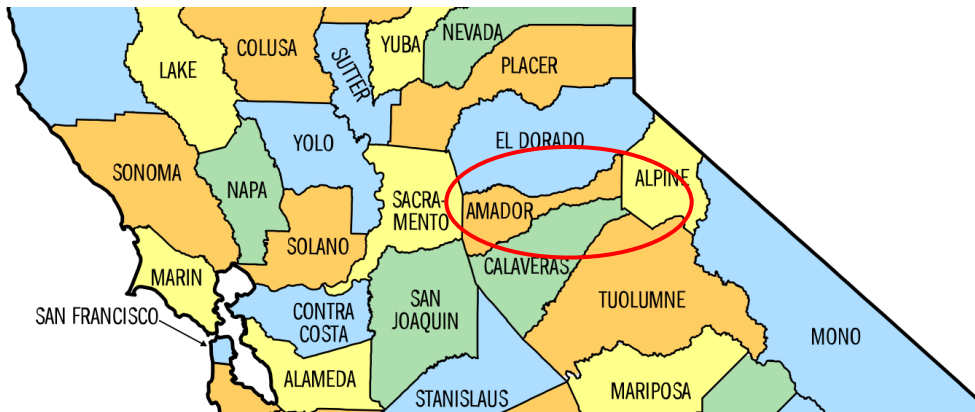 NEVADA
COLUSA
YUBA
SUTTER
LAKE
PLACER
YOLO
EL DORADO
SONOMA
NAPA
SACRA-
MENTO
AMADOR
ALPINE
SOLANO
CALAVERAS
MARIN
SAN
JOAQUIN
TUOLUMNE
SAN FRANCISCO
CONTRA
COSTA
MONO
ALAMEDA
STANISLAUS
MARIPOSA